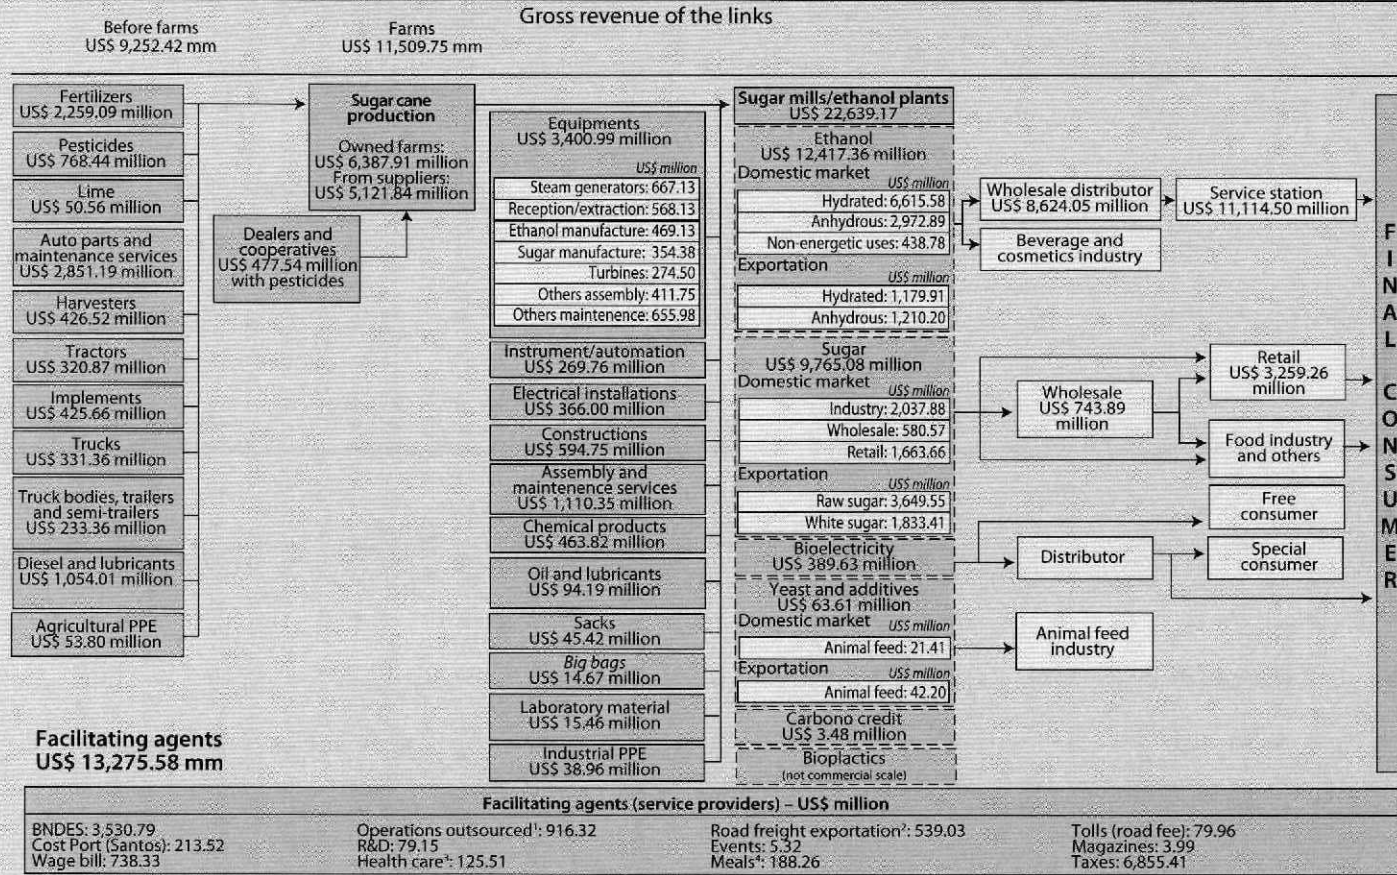 Gross revenue of the links
Before farms
US$ 9,252.42 mm
Farms
US$ 11,509.75 mm
Fertilizers
US$ 2,259.09 million
Pesticides
US$ 768.44 million
Lime
US$ 50.56 million
Auto parts and
maintenance services
US$ 2,851.19 million
Harvesters
US$ 426.52 million
Tractors
US$ 320.87 million
Implements
US$ 425.66 million
Trucks
US$ 331.36 million
Truck bodies, trailers
and semi-trailers
US$ 233.36 million
Diesel and lubricants
US$ 1,054.01 million
Agricultural PPE
US$ 53.80 million
Sugar cane
production
Owned farms:
US$ 6,387.91 million
From suppliers:
US$ 5,121.84 million
Dealers and
cooperatives
US$ 477.54 million
with pesticides
Equipments
US$ 3,400.99 million
US$ million
Steam generators: 667.13
Reception/extraction: 568.13
Ethanol manufacture: 469.13
Sugar manufacture: 354.38
Turbines: 274.50
Others assembly: 411.75
Others maintenence: 655.98
Instrument/automation
US$ 269.76 million
Electrical installations
US$ 366.00 million
Constructions
US$ 594.75 million
Assembly and
maintenence services
US$ 1,110.35 million
Chemical products
US$ 463.82 million
Oil and lubricants
US$ 94.19 million
Sacks
US$ 45.42 million
Big bags
US$ 14.67 million
Laboratory material
US$ 15.46 million
Industrial PPE
US$ 38.96 million
Sugar mills/ethanol plants
US$ 22,639.17
Ethanol
US$ 12,417.36 million
Domestic market
US$ million
Hydrated: 6,615.58
Anhydrous: 2,972.89
Non-energetic uses: 438.78
Exportation
US$ million
Hydrated: 1,179.91
Anhydrous: 1,210.20
Sugar
US$ 9,765.08 million
Domestic market
US$ million
Industry: 2,037.88
Wholesale: 580.57
Retail: 1,663.66
Exportation
US$ million
Raw sugar: 3,649.55
White sugar: 1,833.41
Bioelectricity
US$ 389.63 million
Yeast and additives
US$ 63.61 million
Domestic market US$ million
Animal feed: 21.41
Exportation US$ million
Animal feed: 42.20
Carbono credit
US$ 3.48 million
Bioplactics
(not commercial scale)
Wholesale distributor
US$ 8,624.05 million
Service station
US$ 11,114.50 million
Beverage and
cosmetics industry
Wholesale
US$ 743.89
million
Retail
US$ 3,259.26
million
Food industry
and others
Free
consumer
Distributor
Special
consumer
Animal feed
industry
FINAL CONSUMER
Facilitating agents
US$ 13,275.58 mm
Facilitating agents (service providers) – US$ million
BNDES: 3,530.79
Cost Port (Santos): 213.52
Wage bill: 738.33
Operations outsourced¹: 916.32
R&D: 79.15
Health care³: 125.51
Road freight exportation²: 539.03
Events: 5.32
Meals⁴: 188.26
Tolls (road fee): 79.96
Magazines: 3.99
Taxes: 6,855.41